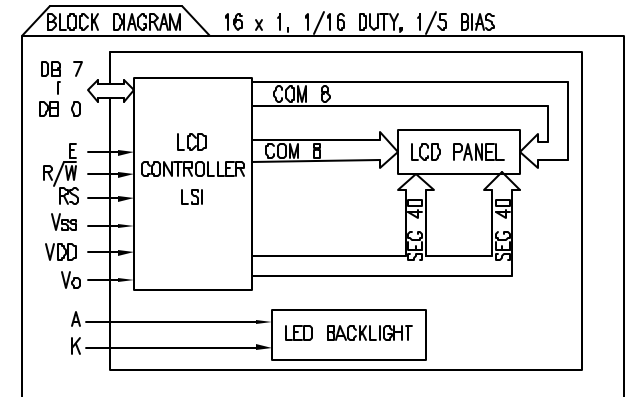 BLOCK DIAGRAM 16 x 1, 1/16 DUTY, 1/5 BIAS
DB 7
DB 0
E
R/W̅
RS
Vss
VDD
Vo
A
K
LCD
CONTROLLER
LSI
COM 8
COM 8
LCD PANEL
SEG 40
SEG 40
LED BACKLIGHT